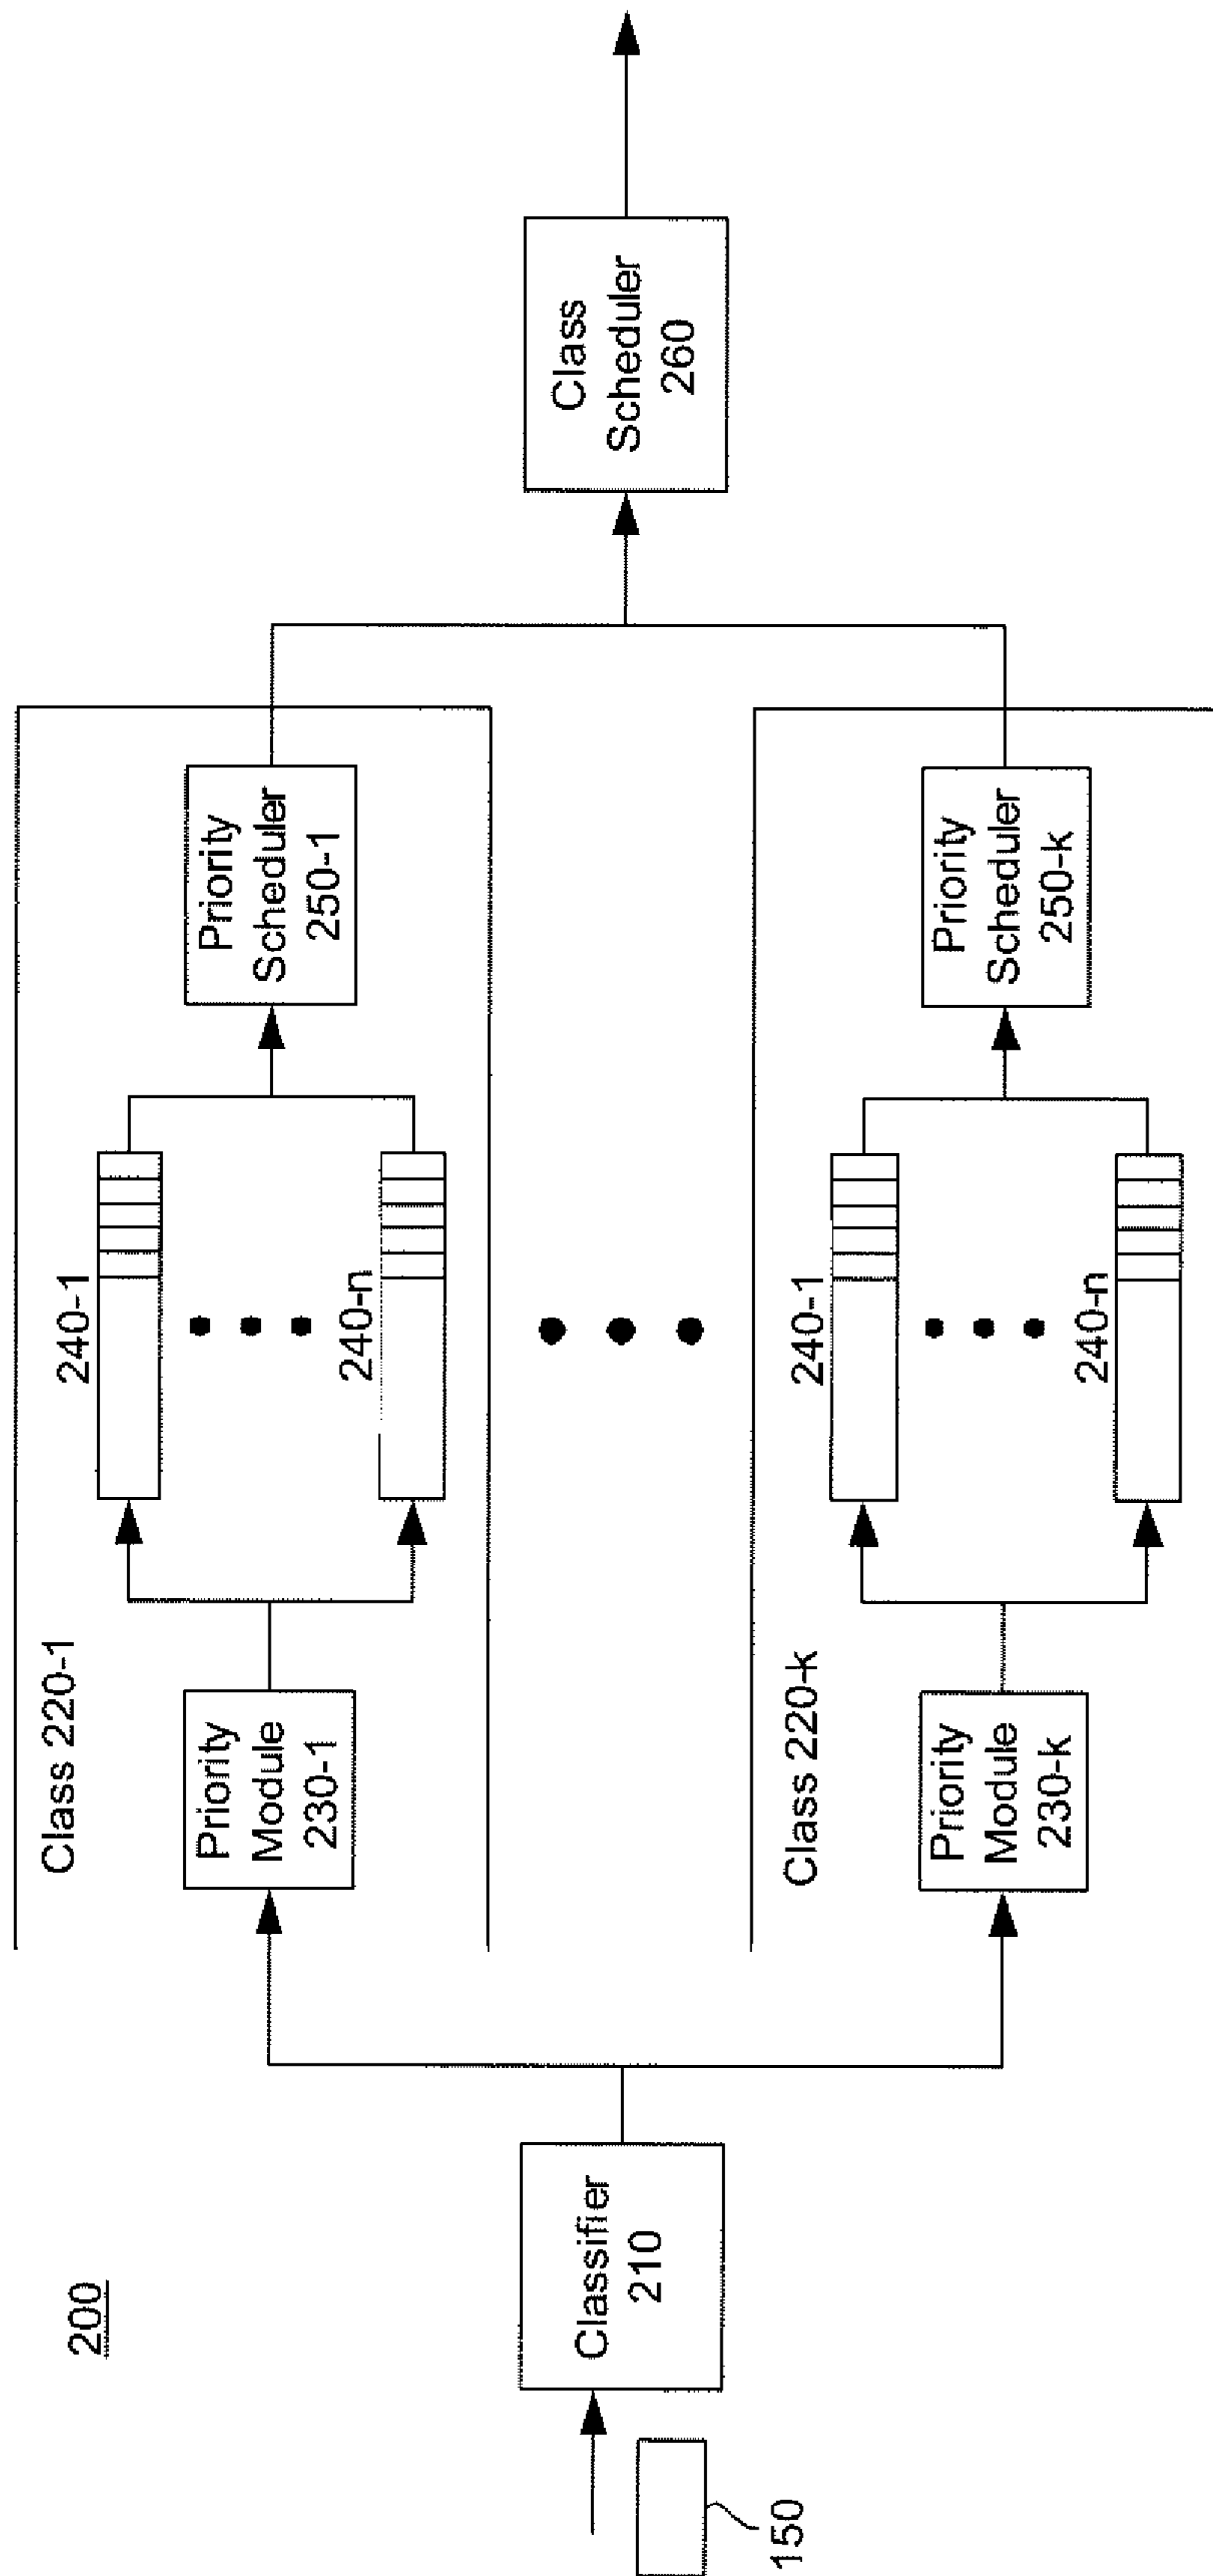 200
150
Classifier
210
Class 220-1
Priority
Module
230-1
240-1
240-n
Priority
Scheduler
250-1
Class 220-k
Priority
Module
230-k
240-1
240-n
Priority
Scheduler
250-k
Class
Scheduler
260